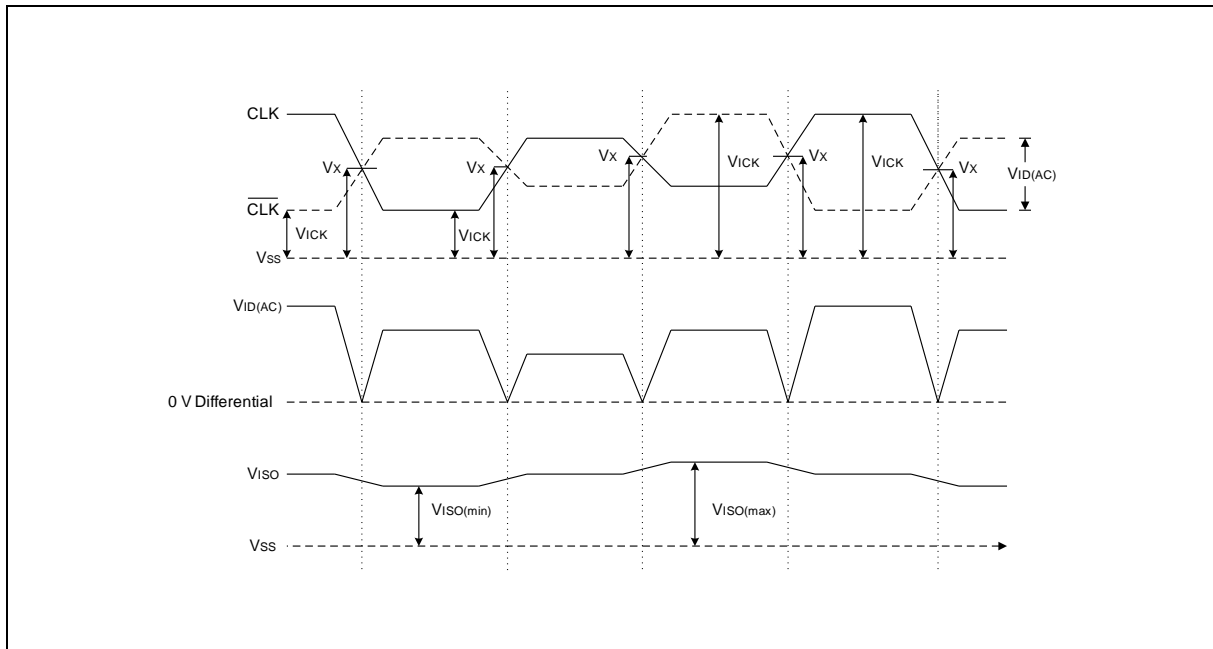 CLK
VX
VX
VX
VICK
VX
VICK
VX
VID(AC)
C̅L̅K̅
VICK
VICK
VSS
VID(AC)
0 V Differential
VISO
VISO(min)
VISO(max)
VSS